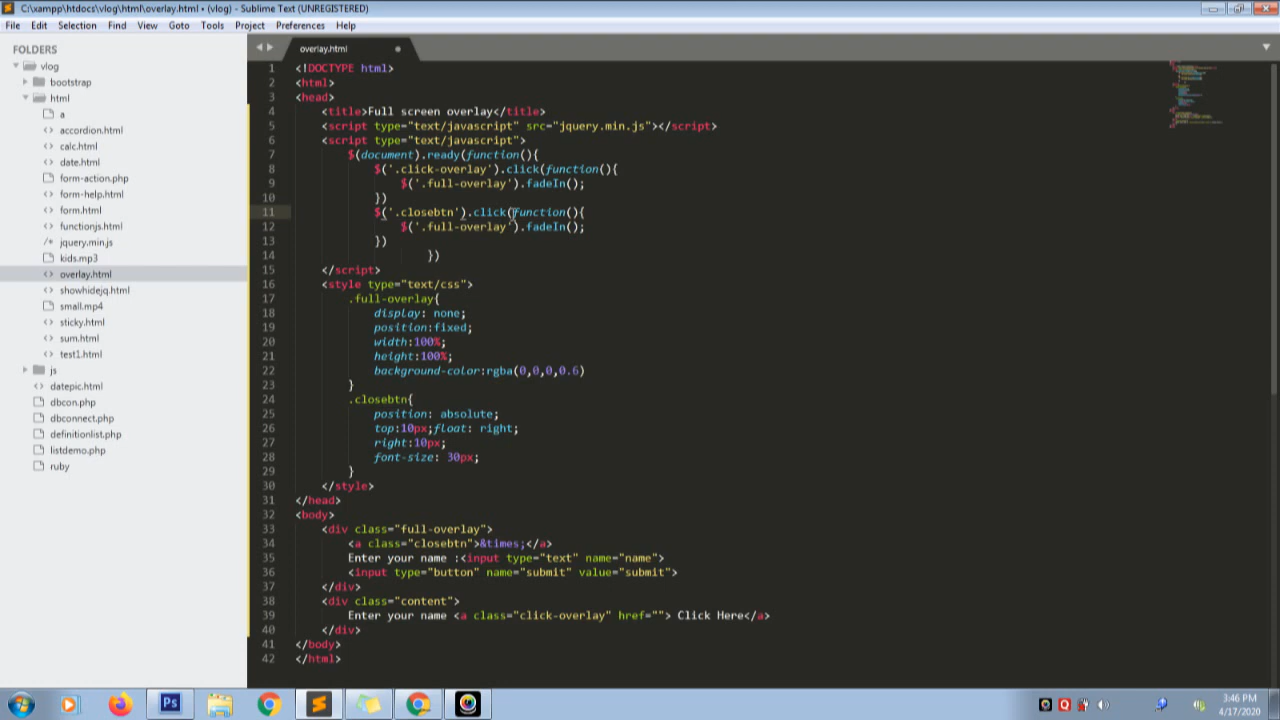 C:\xampp\htdocs\vlog\html\overlay.html • (vlog) - Sublime Text (UNREGISTERED)
File Edit Selection Find View Goto Tools Project Preferences Help
FOLDERS
vlog
bootstrap
html
a
accordion.html
calc.html
date.html
form-action.php
form-help.html
form.html
functionjs.html
jquery.min.js
kids.mp3
overlay.html
showhidejq.html
small.mp4
sticky.html
sum.html
test1.html
js
datepic.html
dbcon.php
dbconnect.php
definitionlist.php
listdemo.php
ruby
overlay.html
1 <!DOCTYPE html>
2 <html>
3 <head>
4 <title>Full screen overlay</title>
5 <script type="text/javascript" src="jquery.min.js"></script>
6 <script type="text/javascript">
7 $(document).ready(function(){
8 $('.click-overlay').click(function(){
9 $('.full-overlay').fadeIn();
10 })
11 $('.closebtn').click(function(){
12 $('.full-overlay').fadeIn();
13 })
14 })
15 </script>
16 <style type="text/css">
17 .full-overlay{
18 display: none;
19 position:fixed;
20 width:100%;
21 height:100%;
22 background-color:rgba(0,0,0,0.6)
23 }
24 .closebtn{
25 position: absolute;
26 top:10px;float: right;
27 right:10px;
28 font-size: 30px;
29 }
30 </style>
31 </head>
32 <body>
33 <div class="full-overlay">
34 <a class="closebtn">&times;</a>
35 Enter your name :<input type="text" name="name">
36 <input type="button" name="submit" value="submit">
37 </div>
38 <div class="content">
39 Enter your name <a class="click-overlay" href=""> Click Here</a>
40 </div>
41 </body>
42 </html>
Ps
3:46 PM
4/17/2020